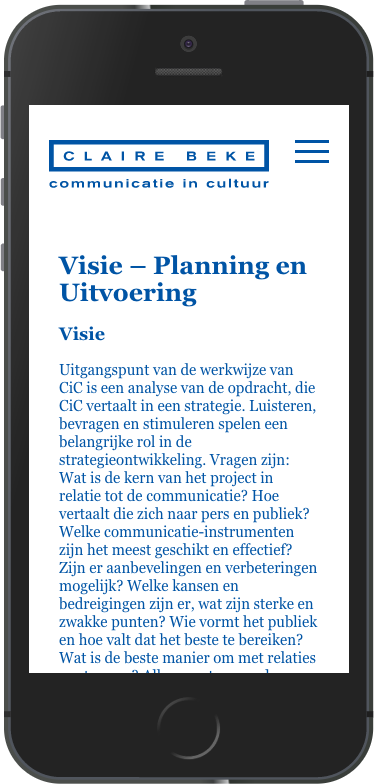 CLAIRE BEKE
communicatie in cultuur
Visie – Planning en
Uitvoering
Visie
Uitgangspunt van de werkwijze van
CiC is een analyse van de opdracht, die
CiC vertaalt in een strategie. Luisteren,
bevragen en stimuleren spelen een
belangrijke rol in de
strategieontwikkeling. Vragen zijn:
Wat is de kern van het project in
relatie tot de communicatie? Hoe
vertaalt die zich naar pers en publiek?
Welke communicatie-instrumenten
zijn het meest geschikt en effectief?
Zijn er aanbevelingen en verbeteringen
mogelijk? Welke kansen en
bedreigingen zijn er, wat zijn sterke en
zwakke punten? Wie vormt het publiek
en hoe valt dat het beste te bereiken?
Wat is de beste manier om met relaties